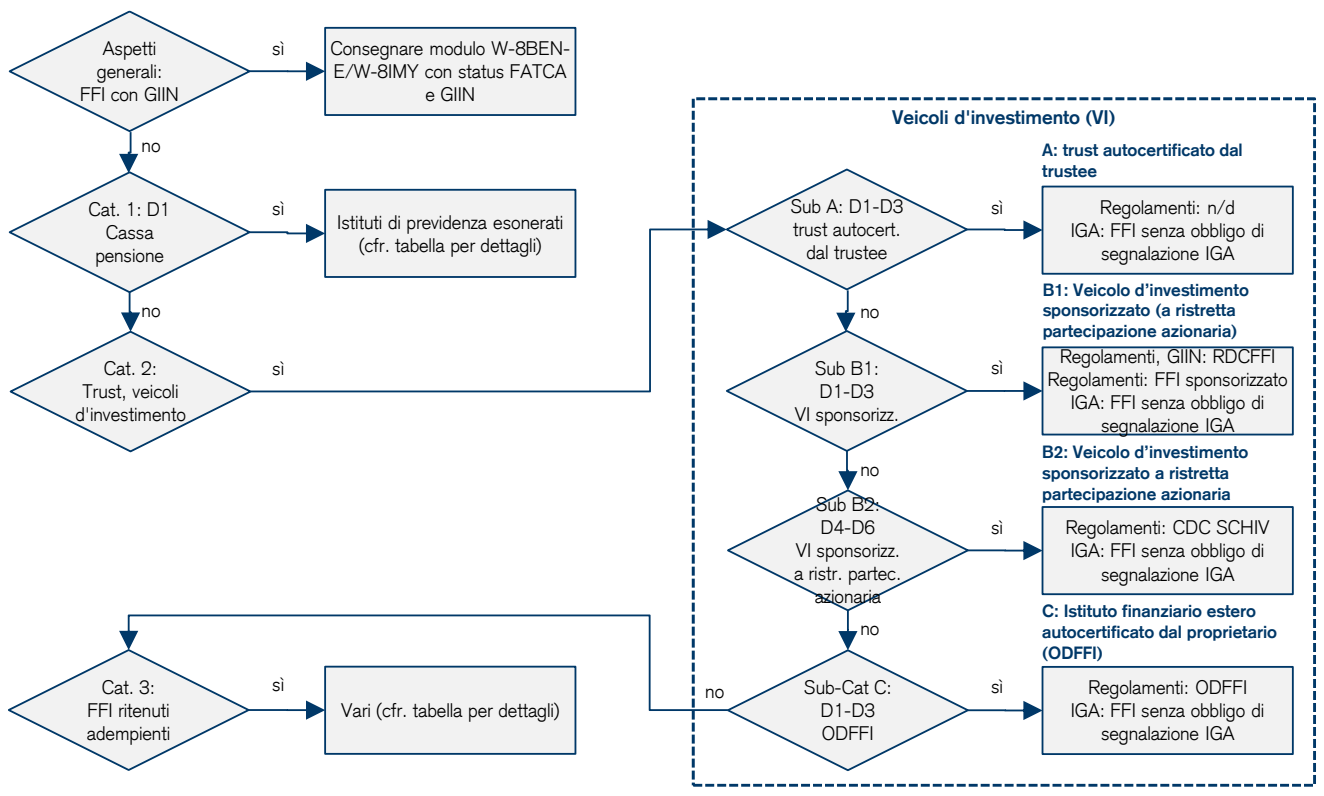 Aspetti
generali:
FFI con GIIN
sì
Consegnare modulo W-8BEN-
E/W-8IMY con status FATCA
e GIIN
no
Cat. 1: D1
Cassa
pensione
sì
Istituti di previdenza esonerati
(cfr. tabella per dettagli)
no
Cat. 2:
Trust, veicoli
d'investimento
sì
Veicoli d'investimento (VI)
Sub A: D1-D3
trust autocert.
dal trustee
sì
A: trust autocertificato dal
trustee
Regolamenti: n/d
IGA: FFI senza obbligo di
segnalazione IGA
no
Sub B1:
D1-D3
VI sponsorizz.
sì
B1: Veicolo d'investimento
sponsorizzato (a ristretta
partecipazione azionaria)
Regolamenti, GIIN: RDCFFI
Regolamenti: FFI sponsorizzato
IGA: FFI senza obbligo di
segnalazione IGA
no
Sub B2:
D4-D6
VI sponsorizz.
a ristr. partec.
azionaria
sì
B2: Veicolo d'investimento
sponsorizzato a ristretta
partecipazione azionaria
Regolamenti: CDC SCHIV
IGA: FFI senza obbligo di
segnalazione IGA
no
Sub-Cat C:
D1-D3
ODFFI
sì
C: Istituto finanziario estero
autocertificato dal proprietario
(ODFFI)
Regolamenti: ODFFI
IGA: FFI senza obbligo di
segnalazione IGA
no
Cat. 3:
FFI ritenuti
adempienti
sì
Vari (cfr. tabella per dettagli)